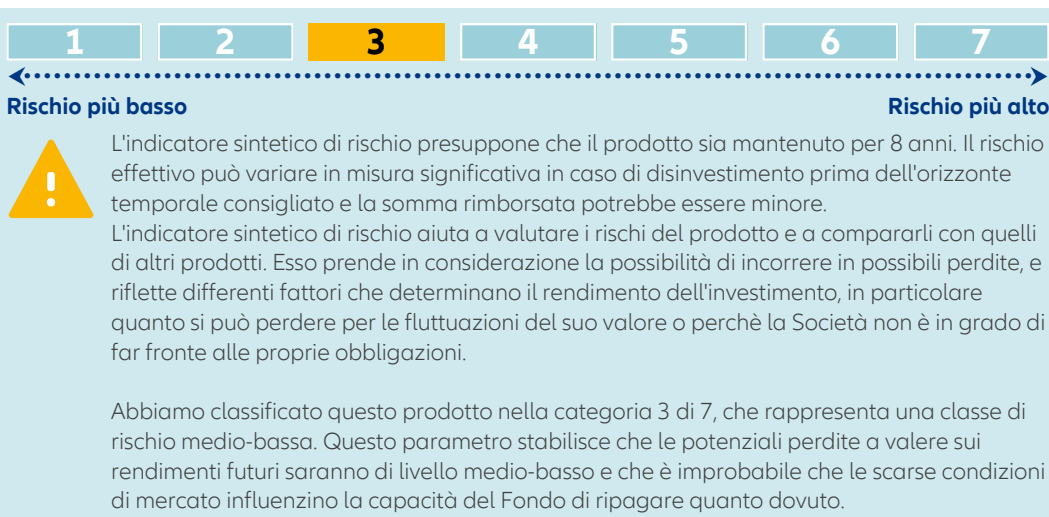 1 2 3 4 5 6 7
Rischio più basso Rischio più alto
L'indicatore sintetico di rischio presuppone che il prodotto sia mantenuto per 8 anni. Il rischio
effettivo può variare in misura significativa in caso di disinvestimento prima dell'orizzonte
temporale consigliato e la somma rimborsata potrebbe essere minore.
L'indicatore sintetico di rischio aiuta a valutare i rischi del prodotto e a compararli con quelli
di altri prodotti. Esso prende in considerazione la possibilità di incorrere in possibili perdite, e
riflette differenti fattori che determinano il rendimento dell'investimento, in particolare
quanto si può perdere per le fluttuazioni del suo valore o perchè la Società non è in grado di
far fronte alle proprie obbligazioni.
Abbiamo classificato questo prodotto nella categoria 3 di 7, che rappresenta una classe di
rischio medio-bassa. Questo parametro stabilisce che le potenziali perdite a valere sui
rendimenti futuri saranno di livello medio-basso e che è improbabile che le scarse condizioni
di mercato influenzino la capacità del Fondo di ripagare quanto dovuto.